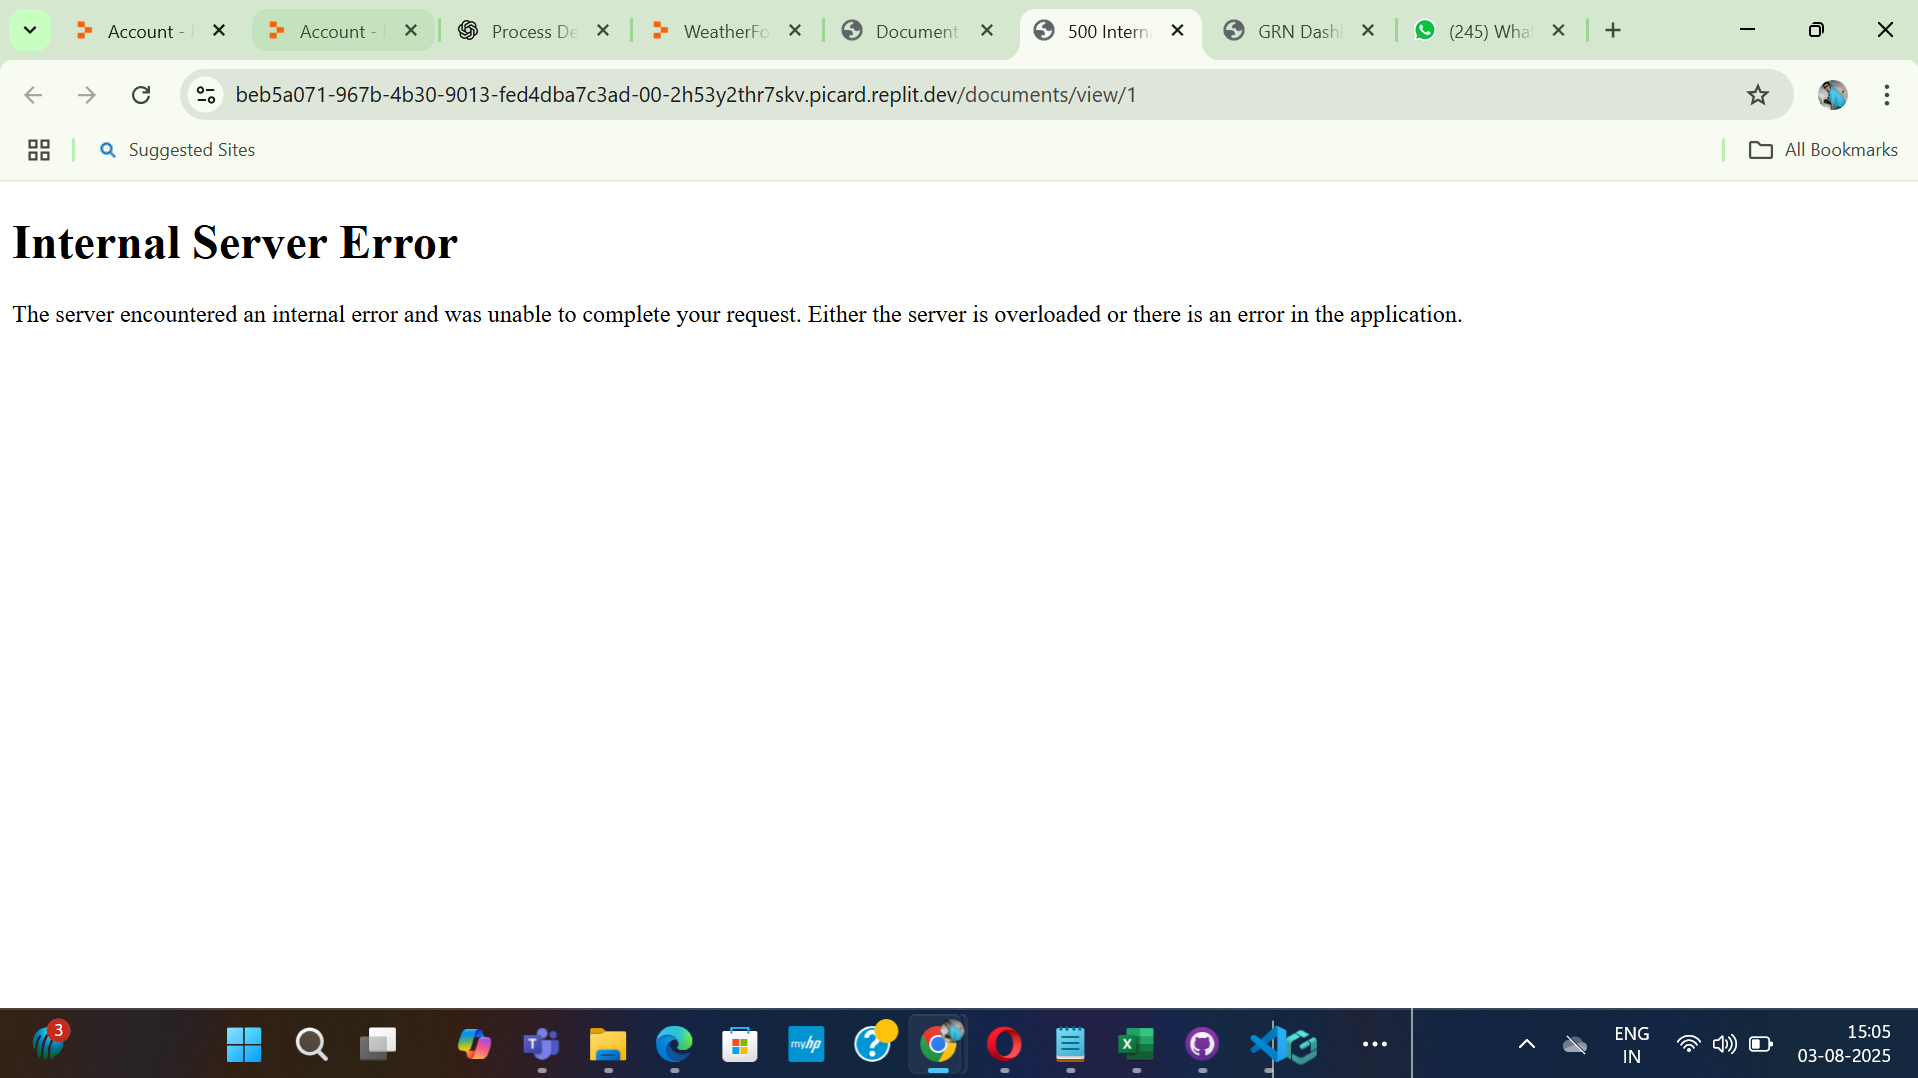 Account -
Account -
Process De
WeatherFo
Document
500 Intern
GRN Dash
(245) What
beb5a071-967b-4b30-9013-fed4dba7c3ad-00-2h53y2thr7skv.picard.replit.dev/documents/view/1
Suggested Sites
All Bookmarks
Internal Server Error
The server encountered an internal error and was unable to complete your request. Either the server is overloaded or there is an error in the application.
3
myhp
ENG
IN
15:05
03-08-2025